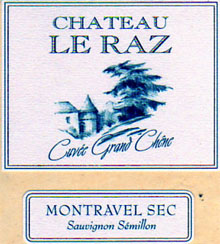 CHATEAU
LE RAZ
Cuvée Grand Chêne
MONTRAVEL SEC
Sauvignon Sémillon